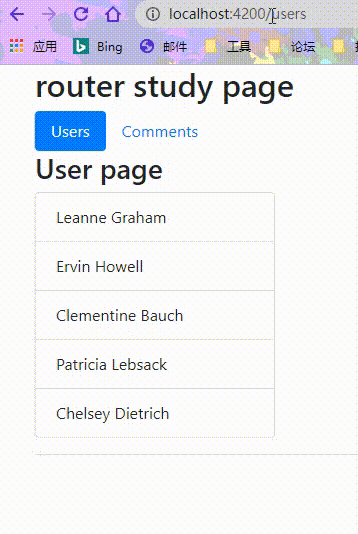 localhost:4200/users
应用 Bing 邮件 工具 论坛
router study page
Users Comments
User page
Leanne Graham
Ervin Howell
Clementine Bauch
Patricia Lebsack
Chelsey Dietrich